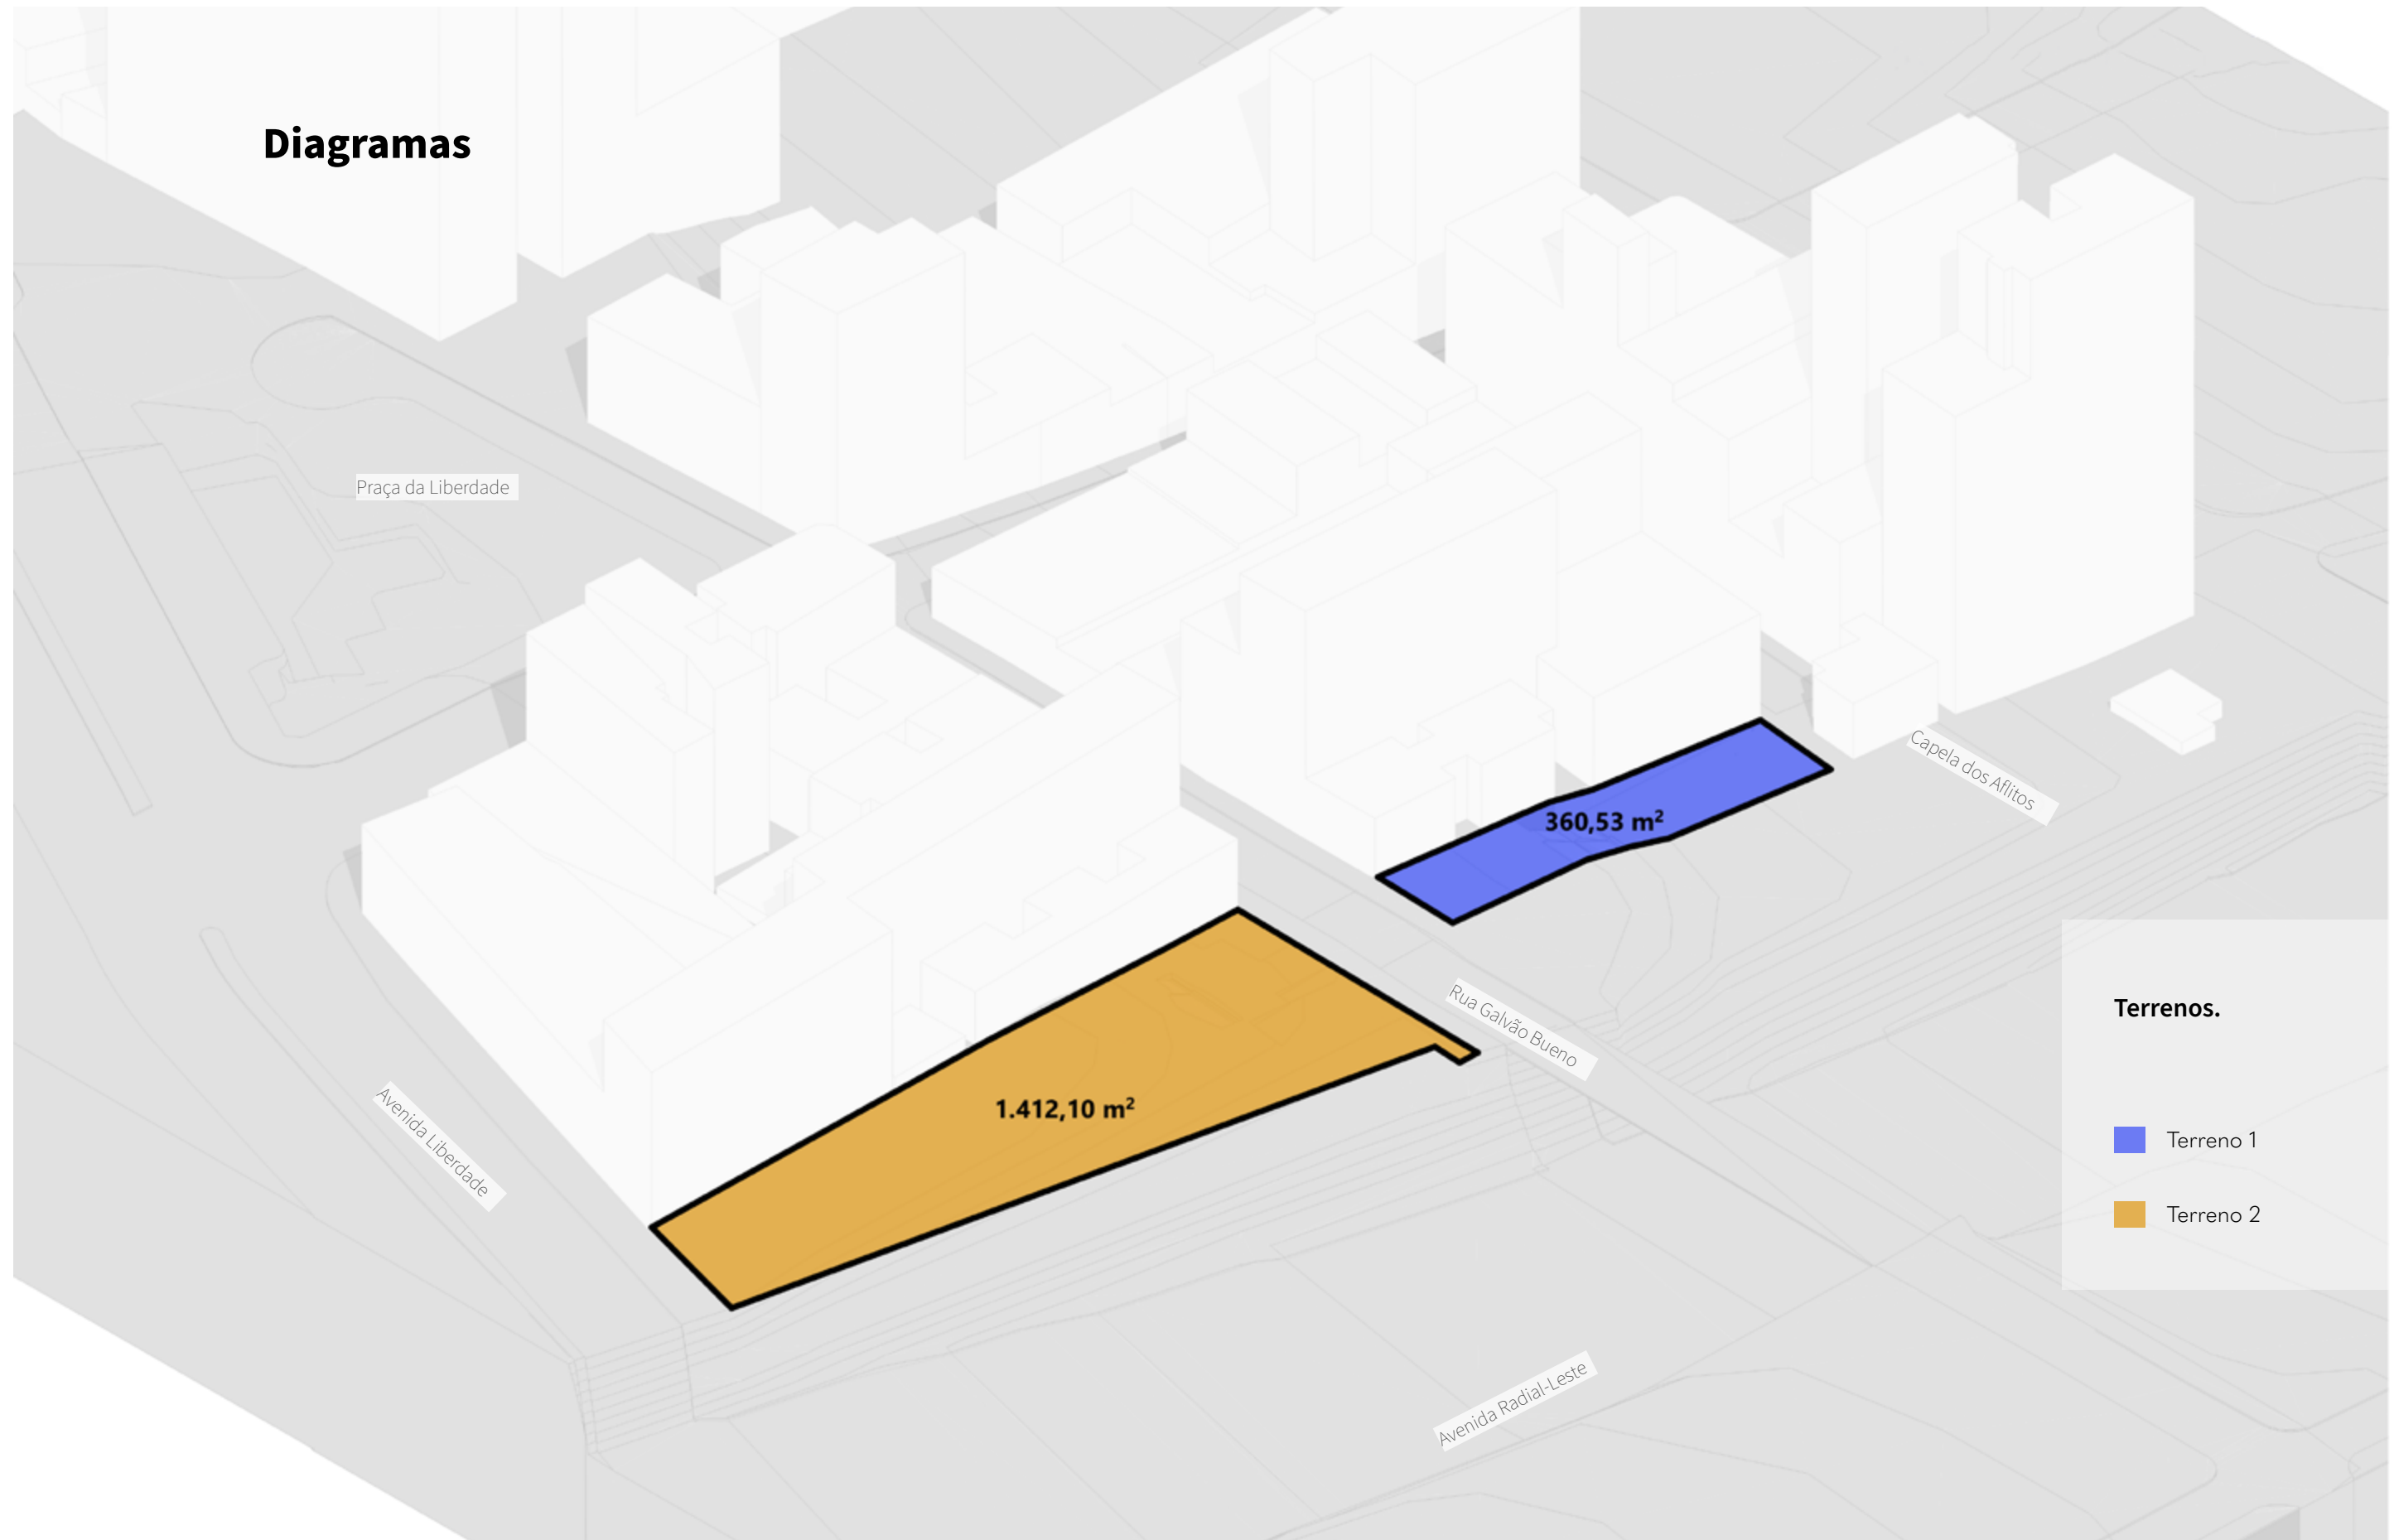 Diagramas
Praça da Liberdade
Capela dos Aflitos
360,53 m²
Rua Galvão Bueno
1.412,10 m²
Avenida Liberdade
Avenida Radial-Leste
Terrenos.
Terreno 1
Terreno 2